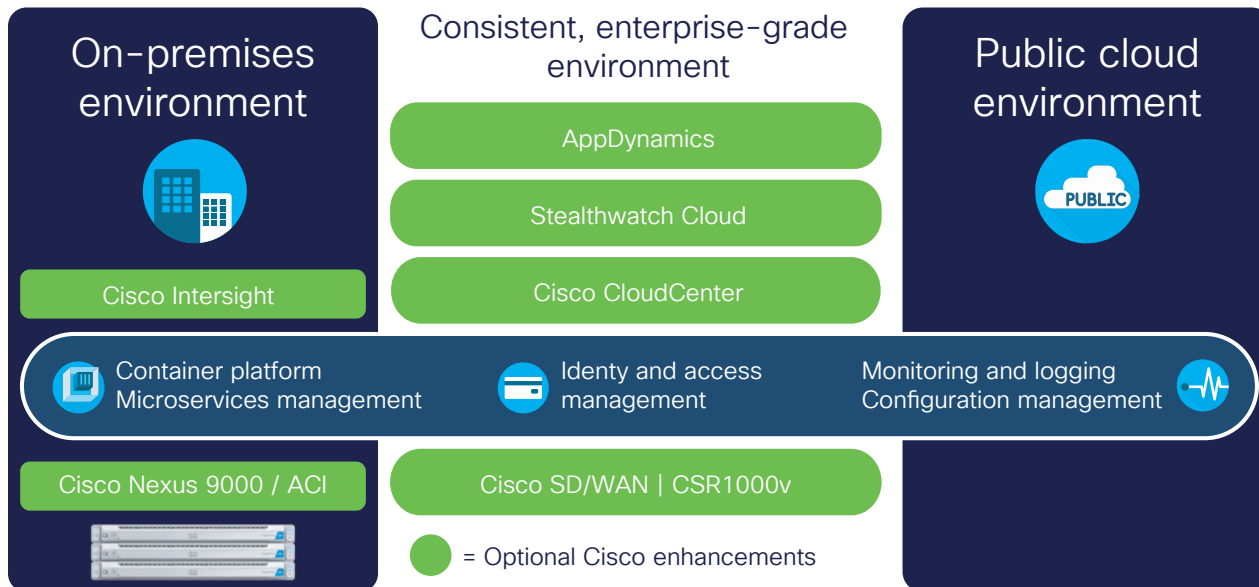 On-premises
environment
Cisco Intersight
Consistent, enterprise-grade
environment
AppDynamics
Stealthwatch Cloud
Cisco CloudCenter
Public cloud
environment
PUBLIC
Container platform
Microservices management
Identy and access
management
Monitoring and logging
Configuration management
Cisco Nexus 9000 / ACI
Cisco SD/WAN | CSR1000v
= Optional Cisco enhancements